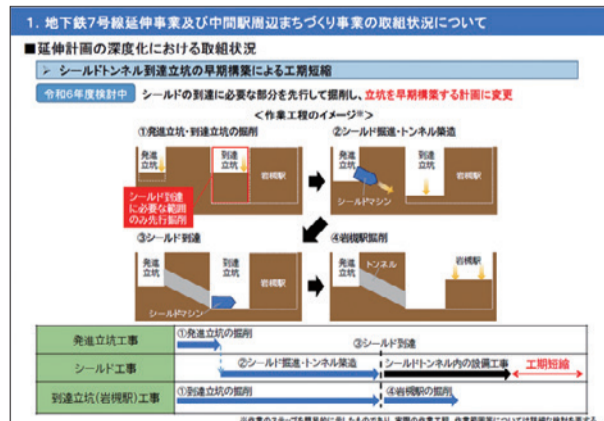 1. 地下鉄7号線延伸事業及び中間駅周辺まちづくり事業の取組状況について
■延伸計画の深度化における取組状況
➢ シールドトンネル到達立坑の早期構築による工期短縮
令和6年度検討中 シールドの到達に必要な部分を先行して掘削し、立坑を早期構築する計画に変更
＜作業工程のイメージ※＞
①発進立坑・到達立坑の掘削 ②シールド掘進・トンネル築造
発進立坑 到達立坑 岩槻駅
シールド到達に必要な範囲のみ先行掘削
発進立坑 到達立坑 岩槻駅
シールドマシン
③シールド到達 ④岩槻駅掘削
発進立坑 到達立坑 岩槻駅
シールドマシン
発進立坑 トンネル 岩槻駅
発進立坑工事 ①発進立坑の掘削 ③シールド到達
シールド工事 ②シールド掘進・トンネル築造 シールドトンネル内の設備工事 工期短縮
到達立坑(岩槻駅)工事 ①到達立坑の掘削 ④岩槻駅の掘削